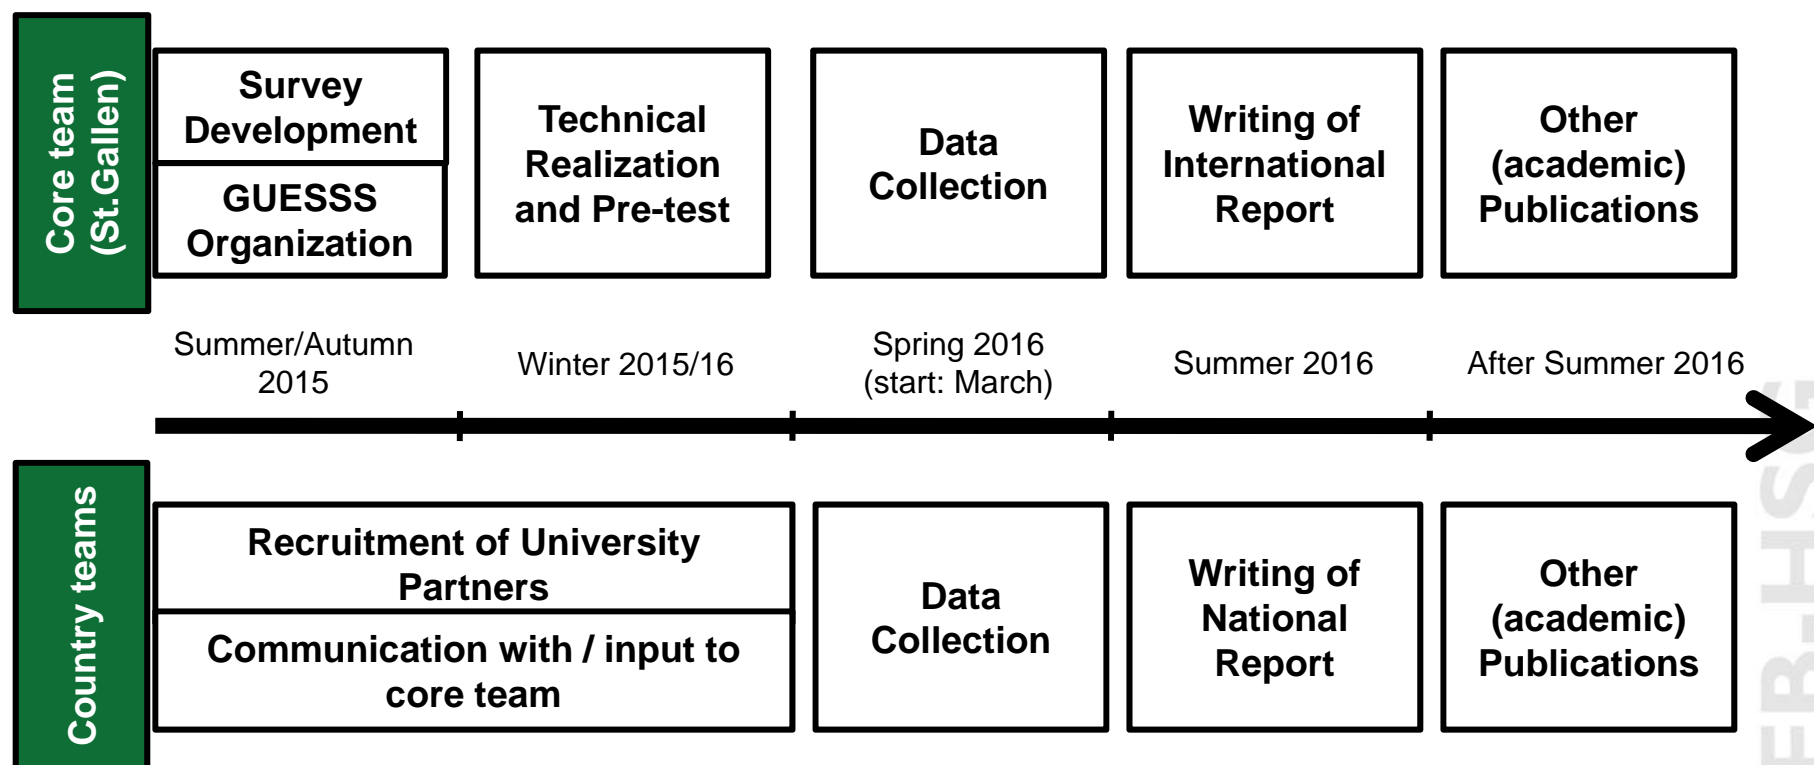 Core team
(St.Gallen)
Survey
Development
GUESSS
Organization
Technical
Realization
and Pre-test
Data
Collection
Writing of
International
Report
Other
(academic)
Publications
Summer/Autumn
2015
Winter 2015/16
Spring 2016
(start: March)
Summer 2016
After Summer 2016
Country teams
Recruitment of University
Partners
Communication with / input to
core team
Data
Collection
Writing of
National
Report
Other
(academic)
Publications